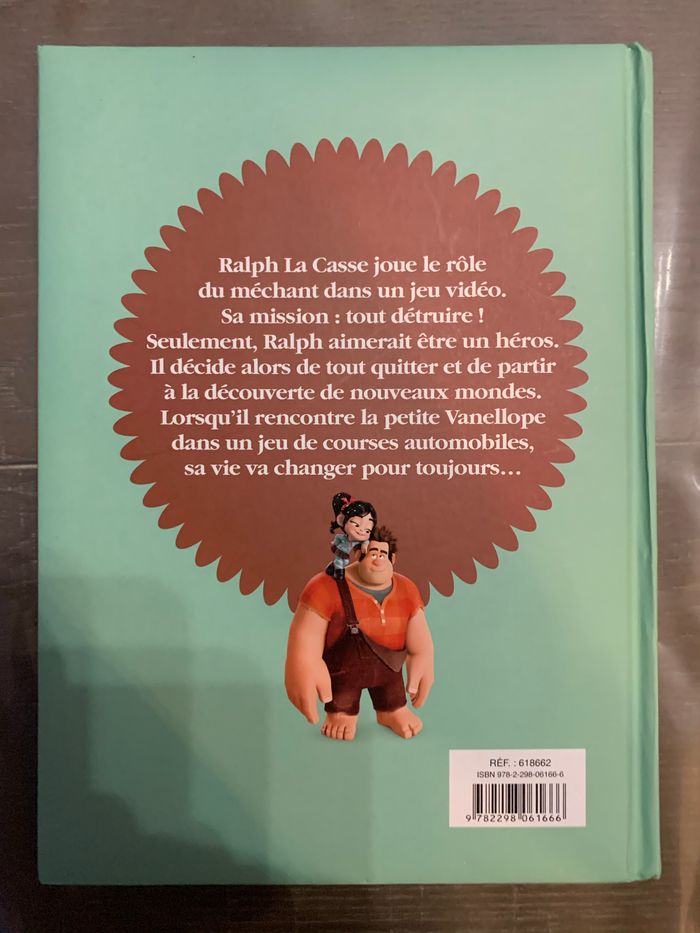 Ralph La Casse joue le rôle
du méchant dans un jeu vidéo.
Sa mission : tout détruire !
Seulement, Ralph aimerait être un héros.
Il décide alors de tout quitter et de partir
à la découverte de nouveaux mondes.
Lorsqu’il rencontre la petite Vanellope
dans un jeu de courses automobiles,
sa vie va changer pour toujours…
RÉF. : 618662
ISBN 978-2-298-06166-6
9 782298 061666